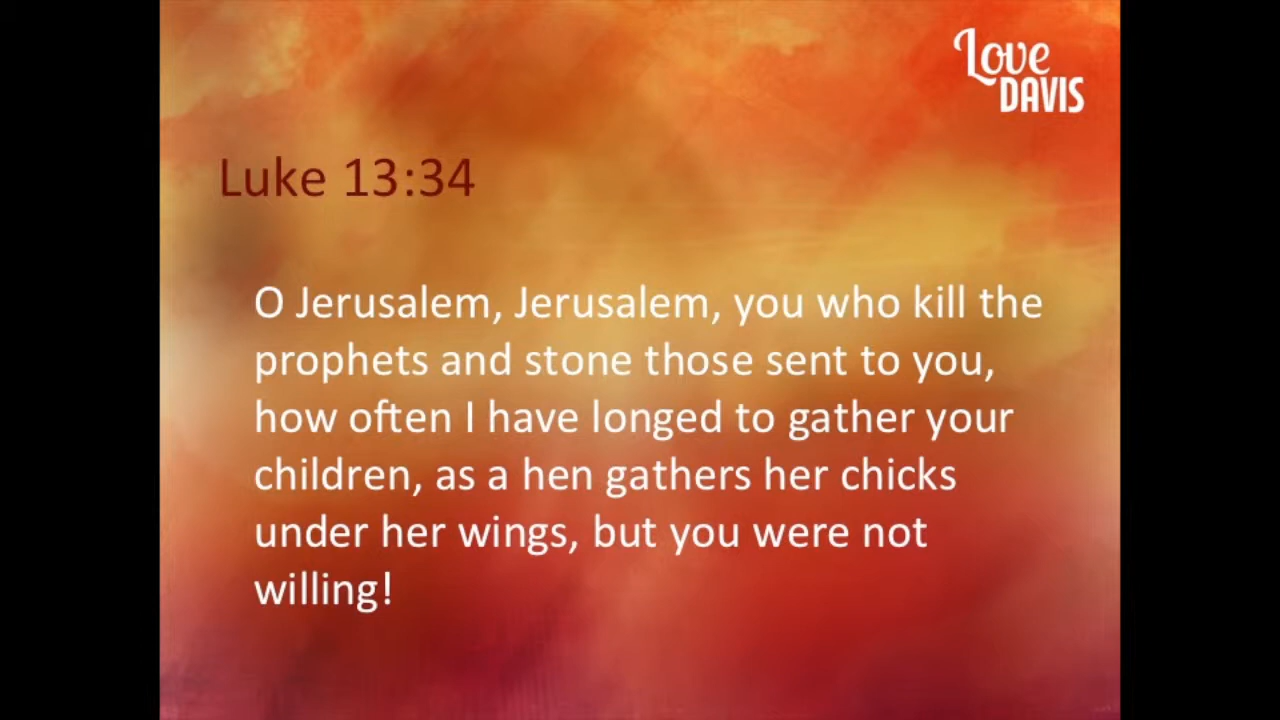 Love
DAVIS
Luke 13:34
O Jerusalem, Jerusalem, you who kill the
prophets and stone those sent to you,
how often I have longed to gather your
children, as a hen gathers her chicks
under her wings, but you were not
willing!